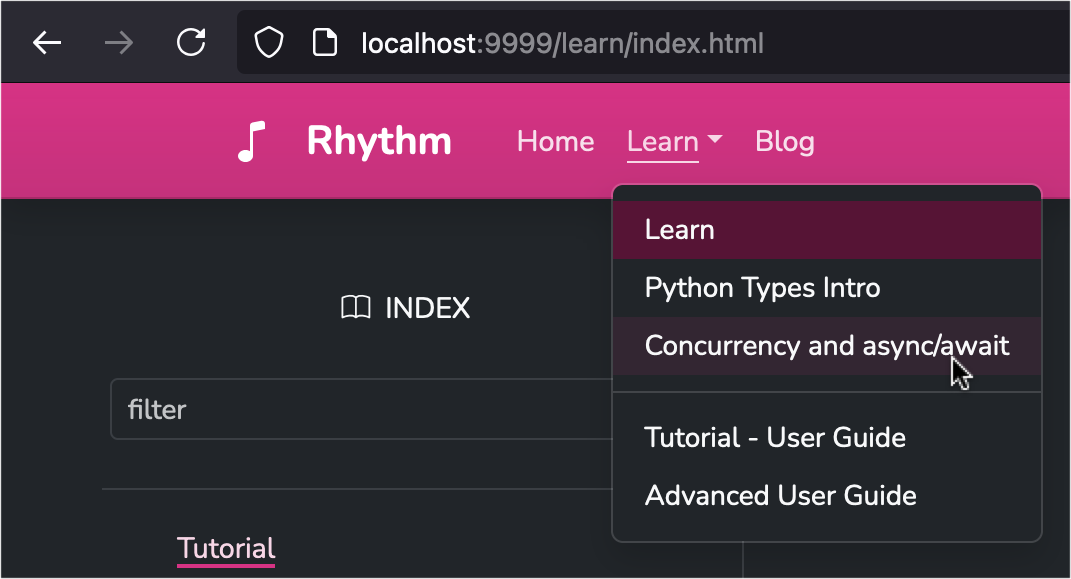 localhost:9999/learn/index.html
Rhythm Home Learn Blog
Learn
Python Types Intro
INDEX
Concurrency and async/await
filter
Tutorial - User Guide
Advanced User Guide
Tutorial